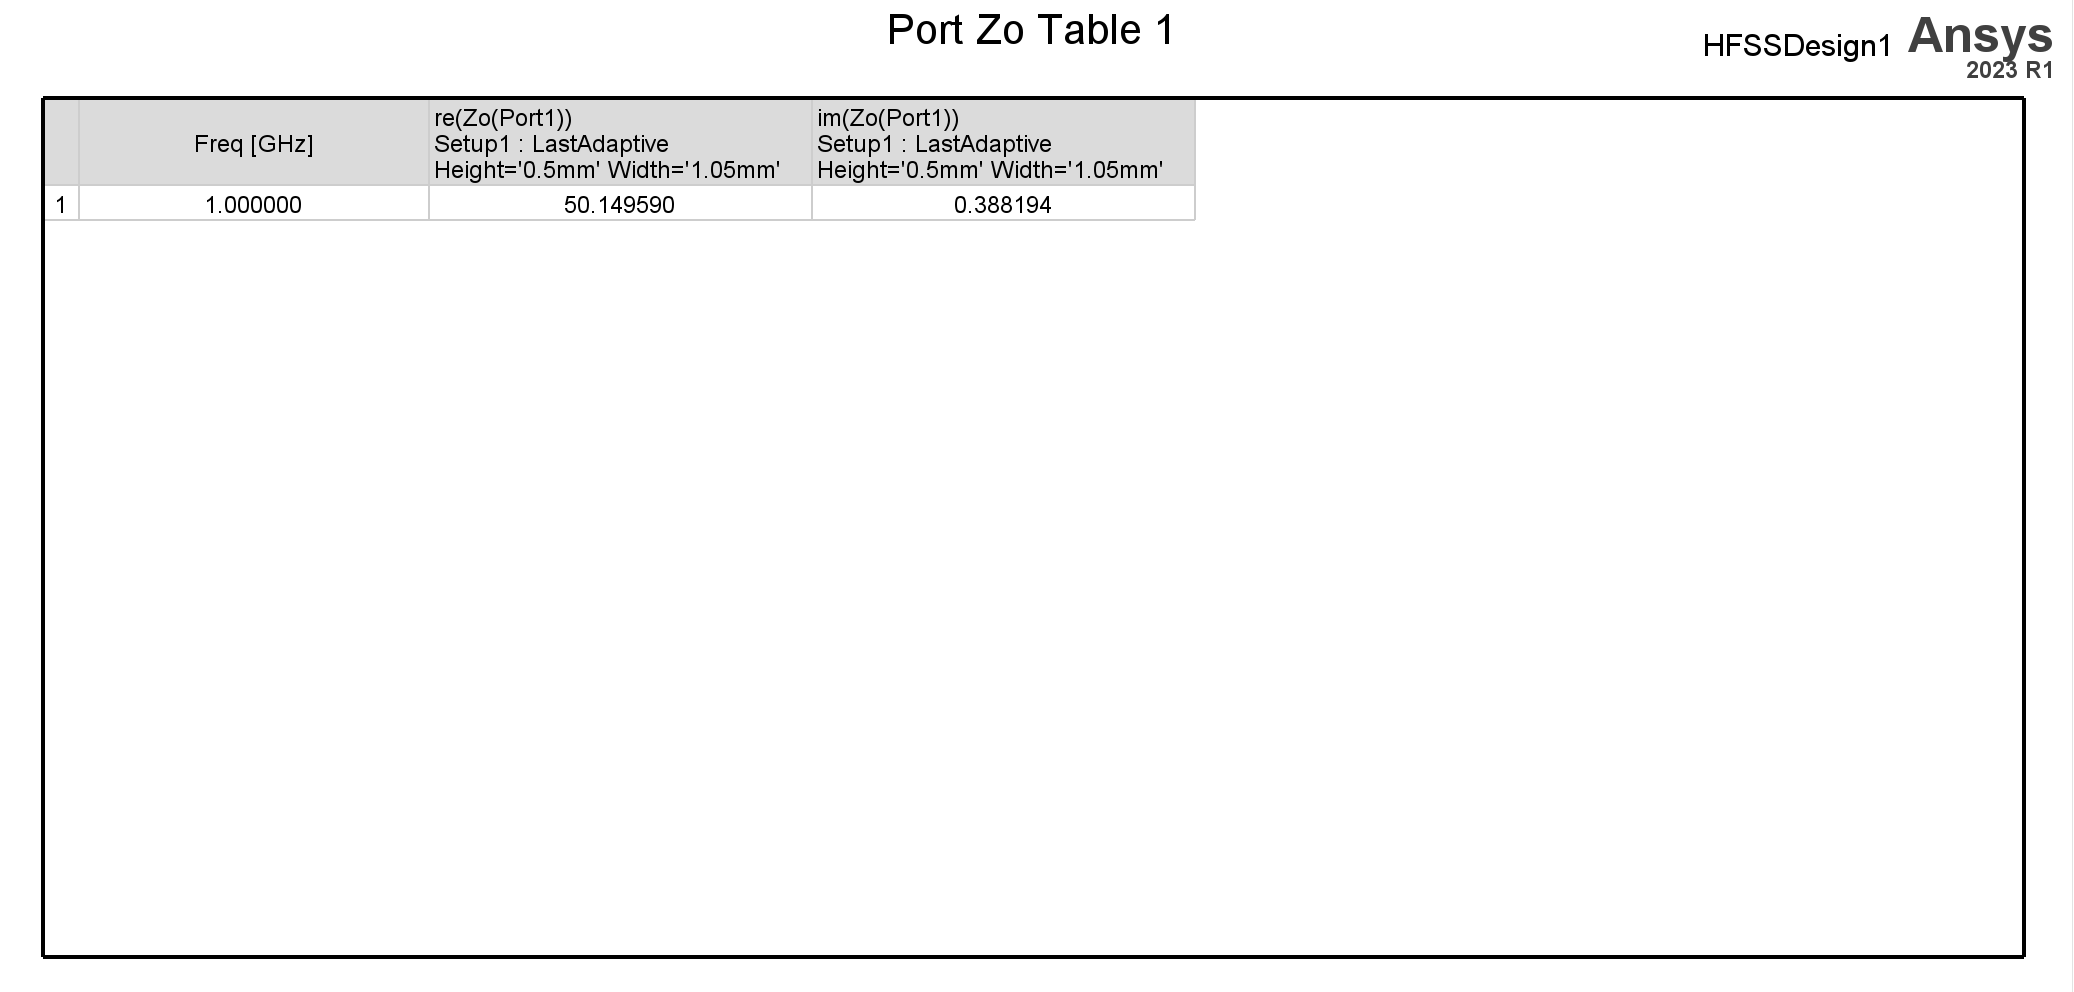 Port Zo Table 1
HFSSDesign1
Ansys
2023 R1
Freq [GHz]
re(Zo(Port1))
Setup1 : LastAdaptive
Height='0.5mm' Width='1.05mm'
im(Zo(Port1))
Setup1 : LastAdaptive
Height='0.5mm' Width='1.05mm'
1 1.000000 50.149590 0.388194